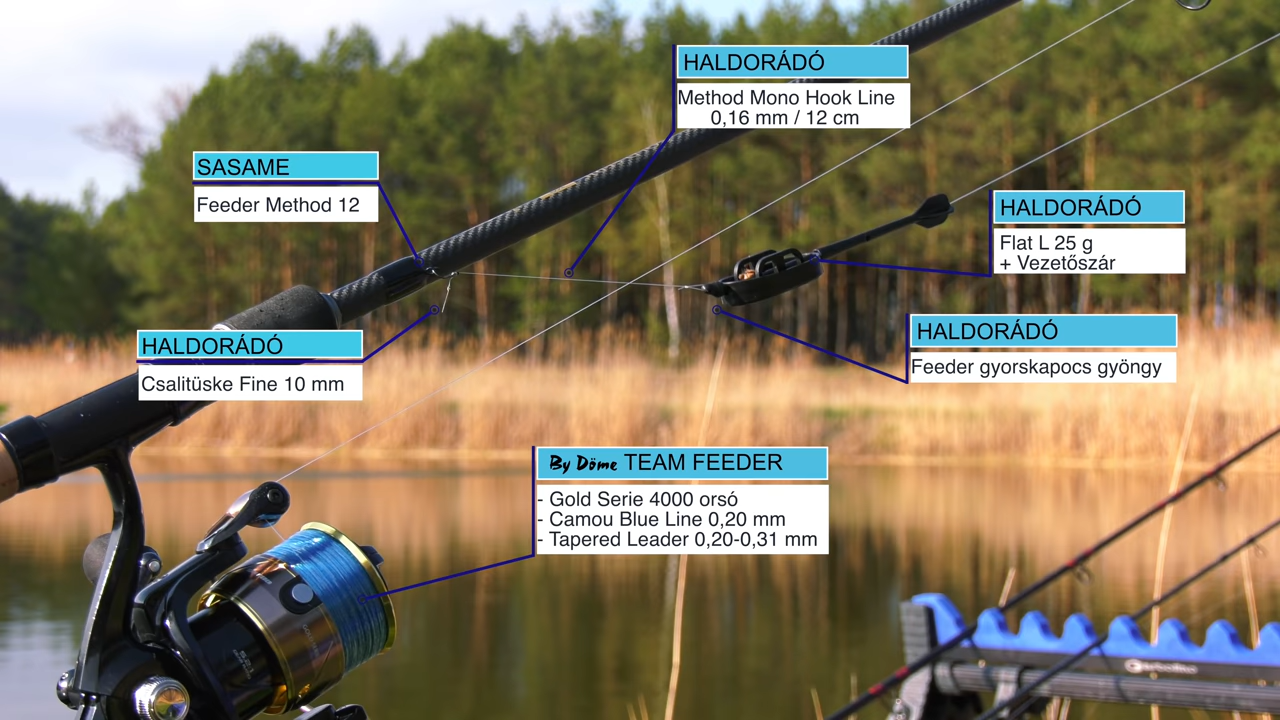 HALDORÁDÓ
Method Mono Hook Line
0,16 mm / 12 cm
SASAME
Feeder Method 12
HALDORÁDÓ
Flat L 25 g
+ Vezetőszár
HALDORÁDÓ
Csalitüske Fine 10 mm
HALDORÁDÓ
Feeder gyorskapocs gyöngy
By Döme TEAM FEEDER
- Gold Serie 4000 orsó
- Camou Blue Line 0,20 mm
- Tapered Leader 0,20-0,31 mm